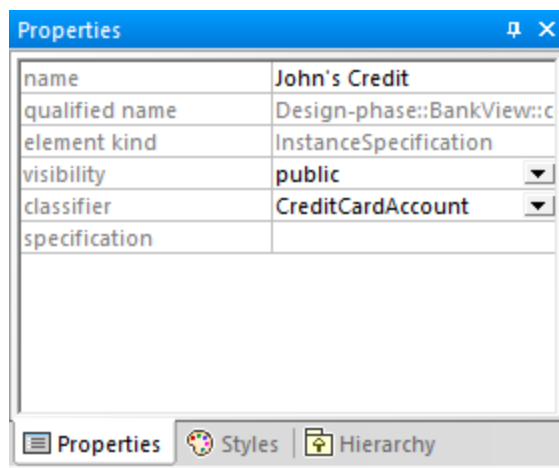 Properties
name John's Credit
qualified name Design-phase::BankView::c
element kind InstanceSpecification
visibility public
classifier CreditCardAccount
specification
Properties Styles Hierarchy